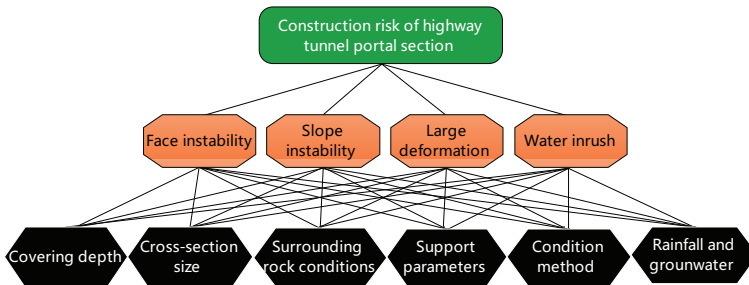 Construction risk of highway
tunnel portal section
Face instability
Slope
instability
Large
deformation
Water inrush
Covering depth
Cross-section
size
Surrounding
rock conditions
Support
parameters
Condition
method
Rainfall and
grounwater